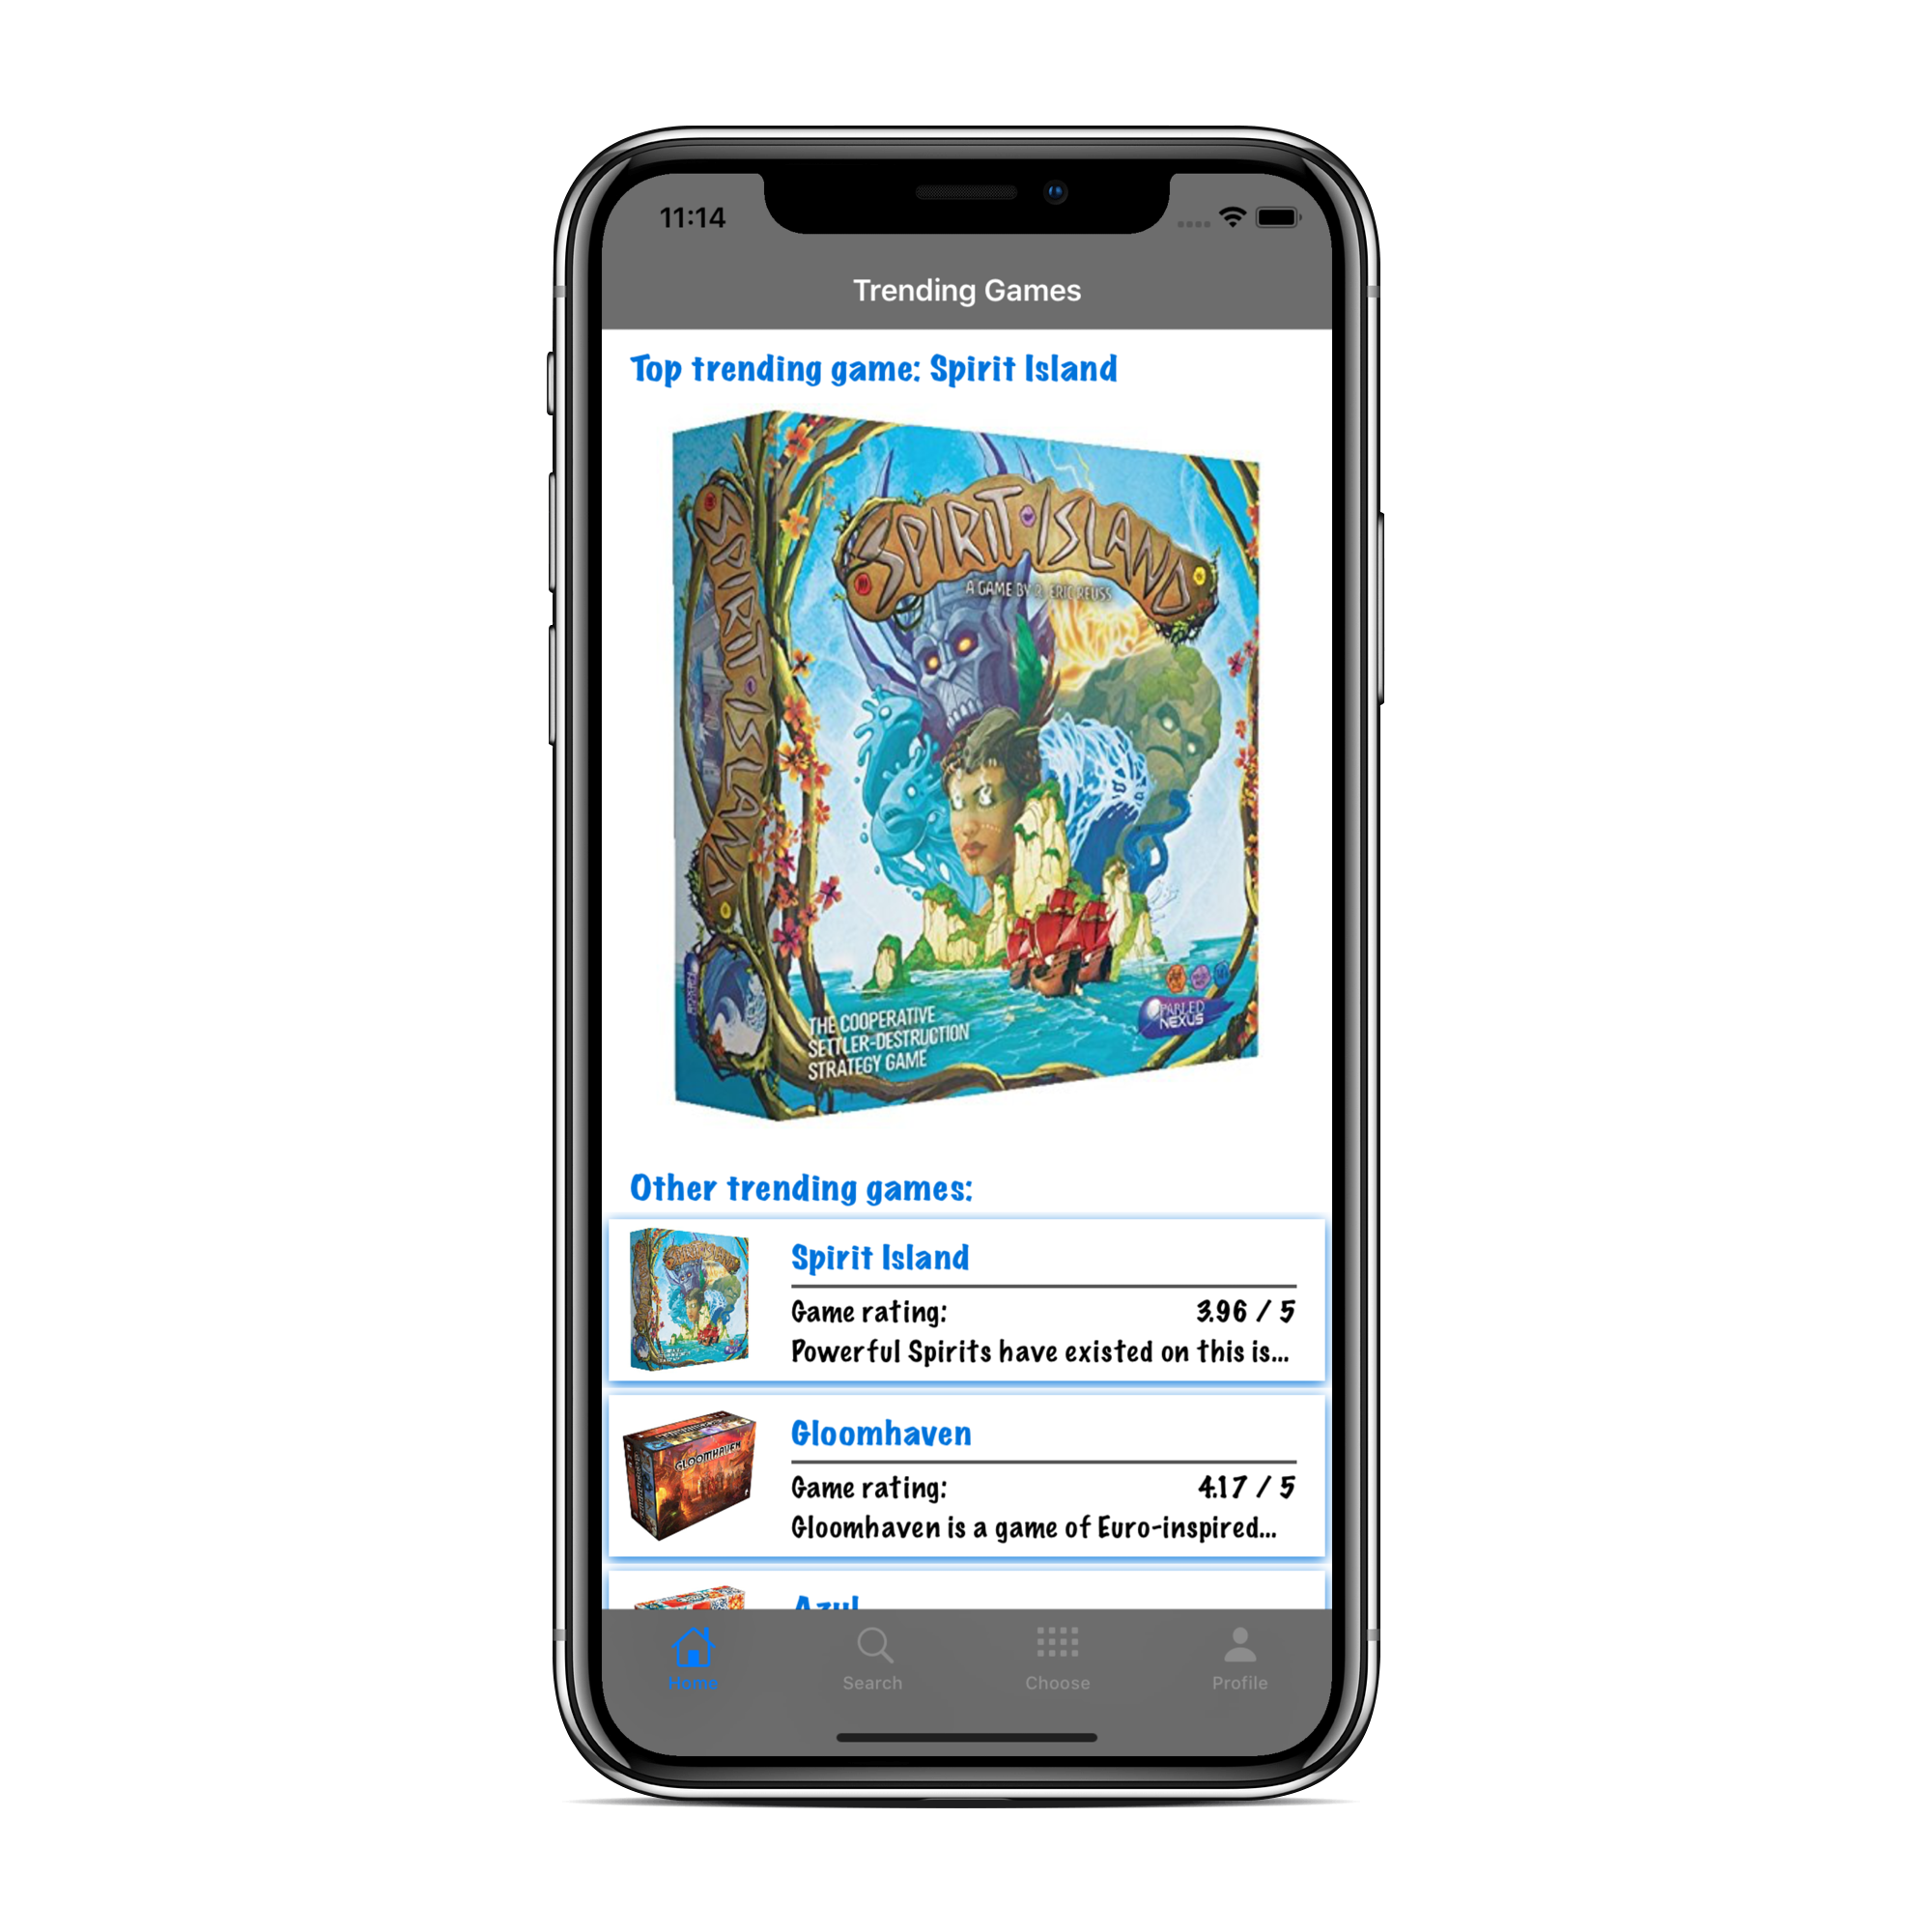 11:14
Trending Games
Top trending game: Spirit Island
SPIRIT ISLAND
SPIRIT ISLAND
A GAME BY R. ERIC REUSS
THE COOPERATIVE
SETTLER-DESTRUCTION
STRATEGY GAME
FABLED
NEXUS
Other trending games:
SPIRIT ISLAND
Spirit Island
Game rating: 3.96 / 5
Powerful Spirits have existed on this is...
GLOOMHAVEN
Gloomhaven
Game rating: 4.17 / 5
Gloomhaven is a game of Euro-inspired...
Azul
Home
Search
Choose
Profile